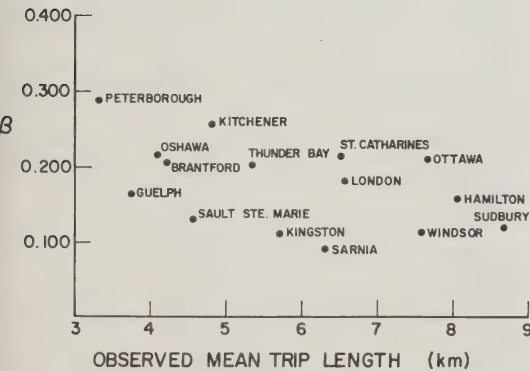 0.400
0.300
PETERBOROUGH
KITCHENER
β
OSHAWA
THUNDER BAY
ST. CATHARINES
OTTAWA
0.200
BRANTFORD
GUELPH
LONDON
HAMILTON
SAULT STE. MARIE
SUDBURY
KINGSTON
WINDSOR
0.100
SARNIA
3 4 5 6 7 8 9
OBSERVED MEAN TRIP LENGTH (km)